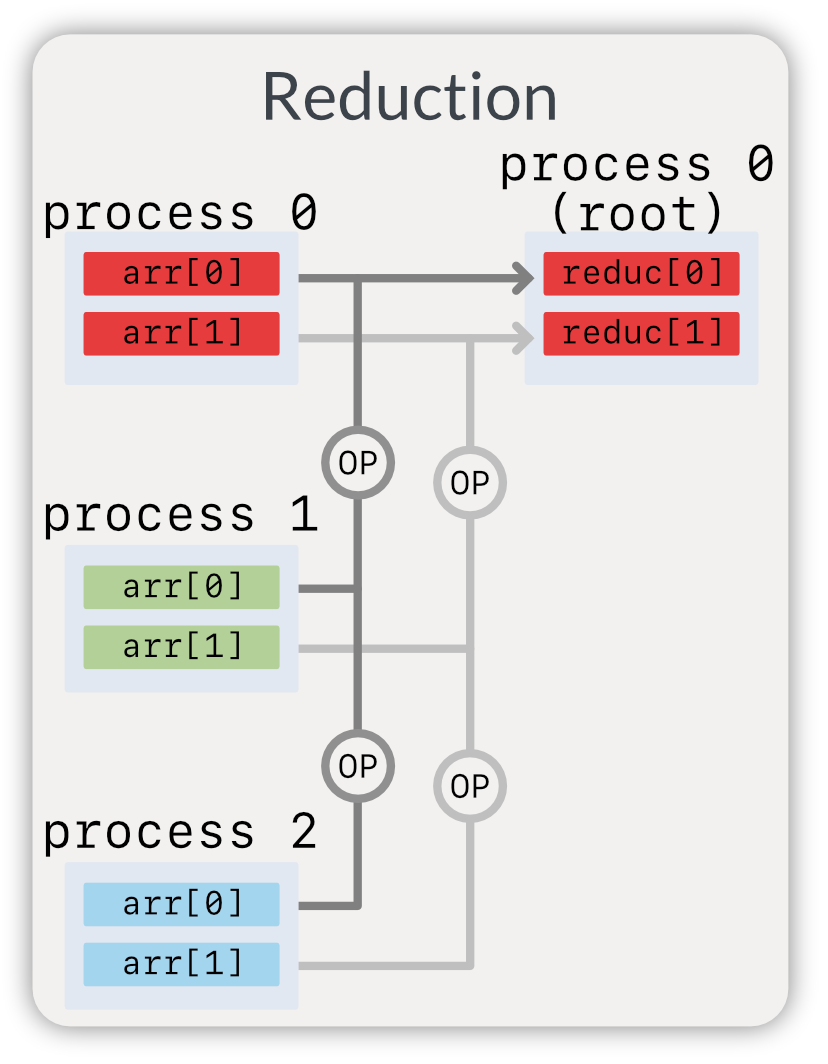 Reduction
process 0
(root)
process 0
arr[0]
reduc[0]
arr[1]
reduc[1]
OP
OP
process 1
arr[0]
arr[1]
OP
OP
process 2
arr[0]
arr[1]